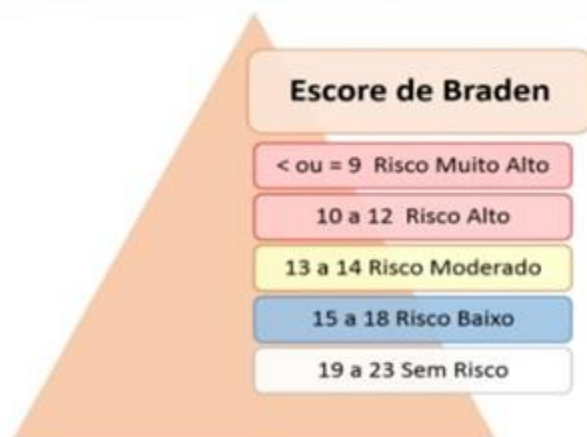 Escore de Braden
< ou = 9 Risco Muito Alto
10 a 12 Risco Alto
13 a 14 Risco Moderado
15 a 18 Risco Baixo
19 a 23 Sem Risco